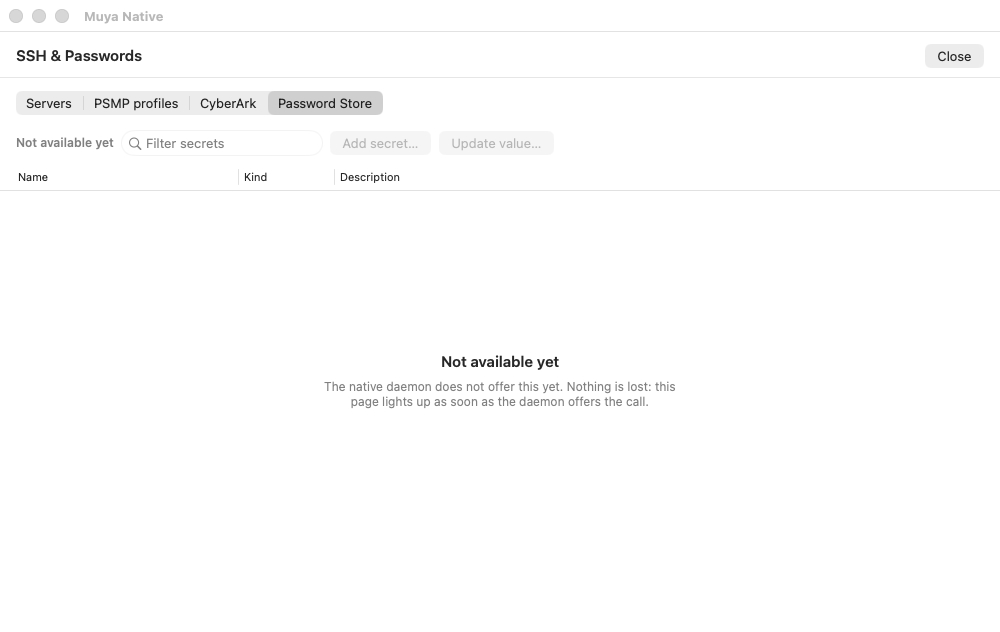 Muya Native
SSH & Passwords
Close
Servers
PSMP profiles
CyberArk
Password Store
Not available yet
Filter secrets
Add secret...
Update value...
Name
Kind
Description
Not available yet
The native daemon does not offer this yet. Nothing is lost: this
page lights up as soon as the daemon offers the call.